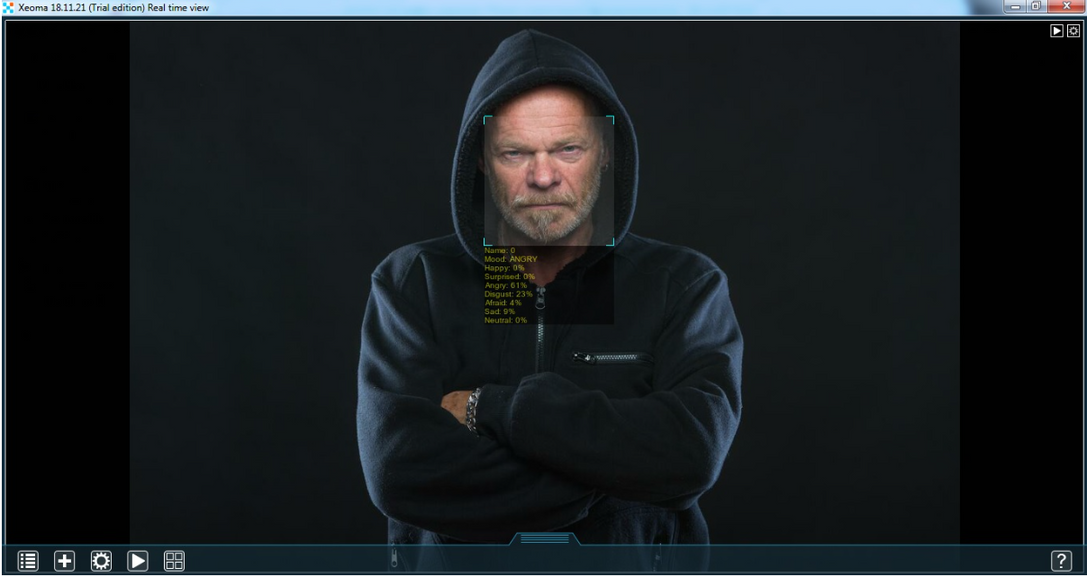 Xeoma 18.11.21 (Trial edition) Real time view
Name: 0
Mood: ANGRY
Happy: 0%
Surprised: 0%
Angry: 61%
Disgust: 23%
Afraid: 4%
Sad: 9%
Neutral: 0%
?